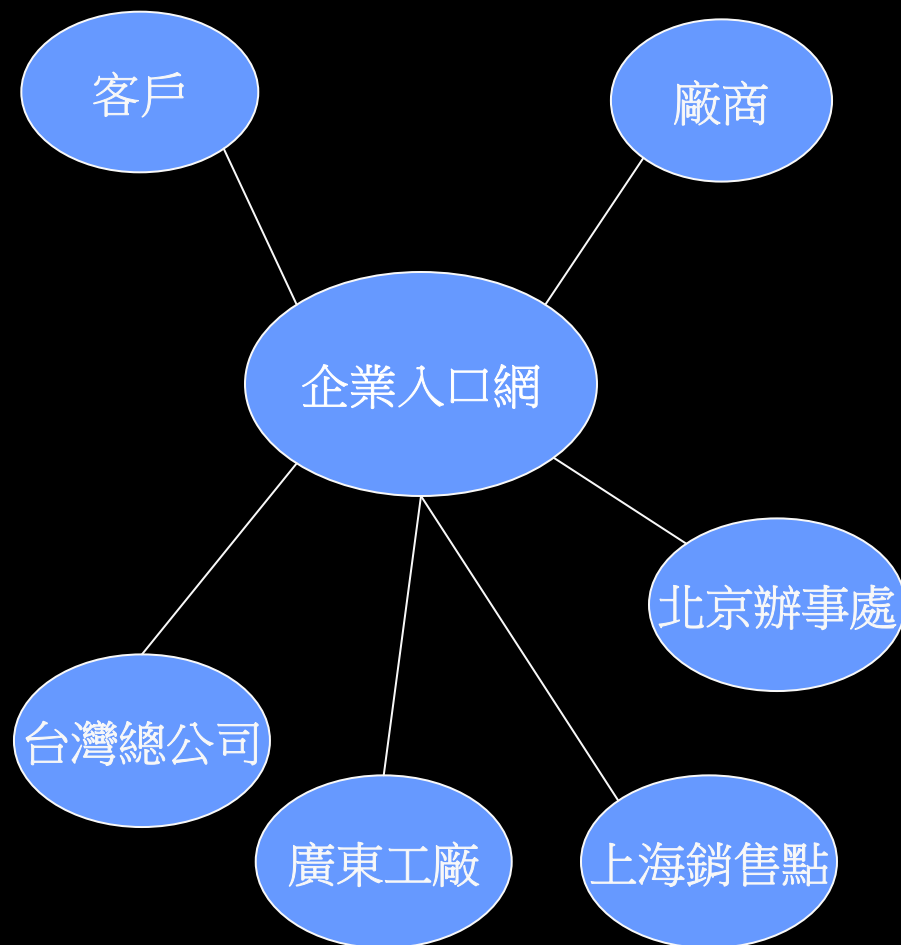 客戶
廠商
企業入口網
北京辦事處
台灣總公司
廣東工廠
上海銷售點